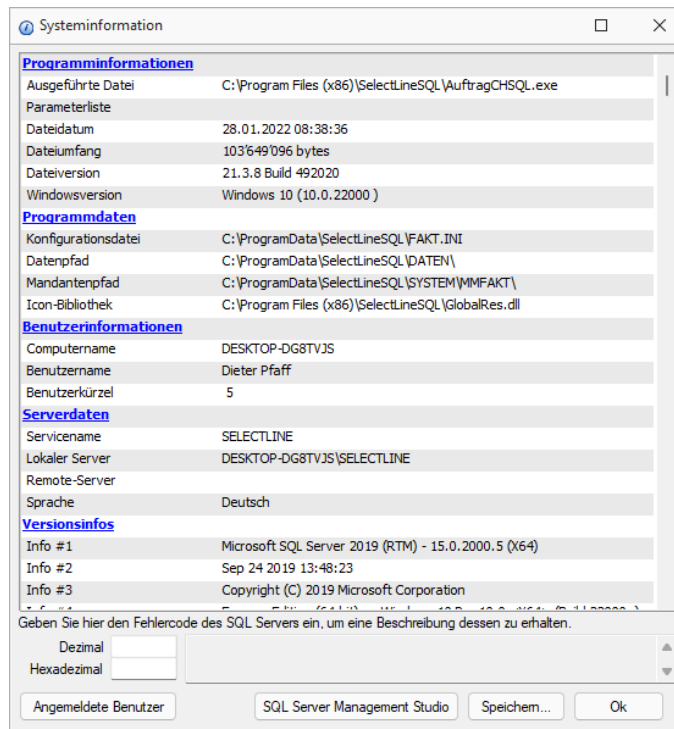 Systeminformation
Programminformationen
Ausgeführte Datei C:\Program Files (x86)\SelectLineSQL\AuftragCHSQL.exe
Parameterliste
Dateidatum 28.01.2022 08:38:36
Dateiumfang 103'649'096 bytes
Dateiversion 21.3.8 Build 492020
Windowsversion Windows 10 (10.0.22000 )
Programmdaten
Konfigurationsdatei C:\ProgramData\SelectLineSQL\FAKT.INI
Datenpfad C:\ProgramData\SelectLineSQL\DATEN\
Mandantenpfad C:\ProgramData\SelectLineSQL\SYSTEM\MMFAKT\
Icon-Bibliothek C:\Program Files (x86)\SelectLineSQL\GlobalRes.dll
Benutzerinformationen
Computername DESKTOP-DG8TVJS
Benutzername Dieter Pfaff
Benutzerkürzel 5
Serverdaten
Servicename SELECTLINE
Lokaler Server DESKTOP-DG8TVJS\SELECTLINE
Remote-Server
Sprache Deutsch
Versionsinfos
Info #1 Microsoft SQL Server 2019 (RTM) - 15.0.2000.5 (X64)
Info #2 Sep 24 2019 13:48:23
Info #3 Copyright (C) 2019 Microsoft Corporation
Geben Sie hier den Fehlercode des SQL Servers ein, um eine Beschreibung dessen zu erhalten.
Dezimal
Hexadezimal
Angemeldete Benutzer SQL Server Management Studio Speichern... Ok